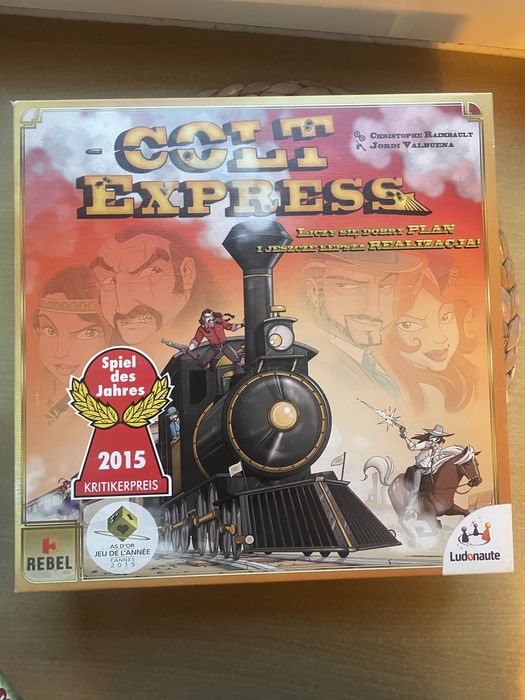 COLT
EXPRESS
CHRISTOPHE RAIMBAULT
JORDI VALBUENA
LICZY SIĘ DOBRY PLAN
I JESZCZE LEPSZA REALIZACJA!
Spiel
des
Jahres
2015
KRITIKERPREIS
AS D'OR
JEU DE L'ANNÉE
CANNES
2015
REBEL
Ludonaute